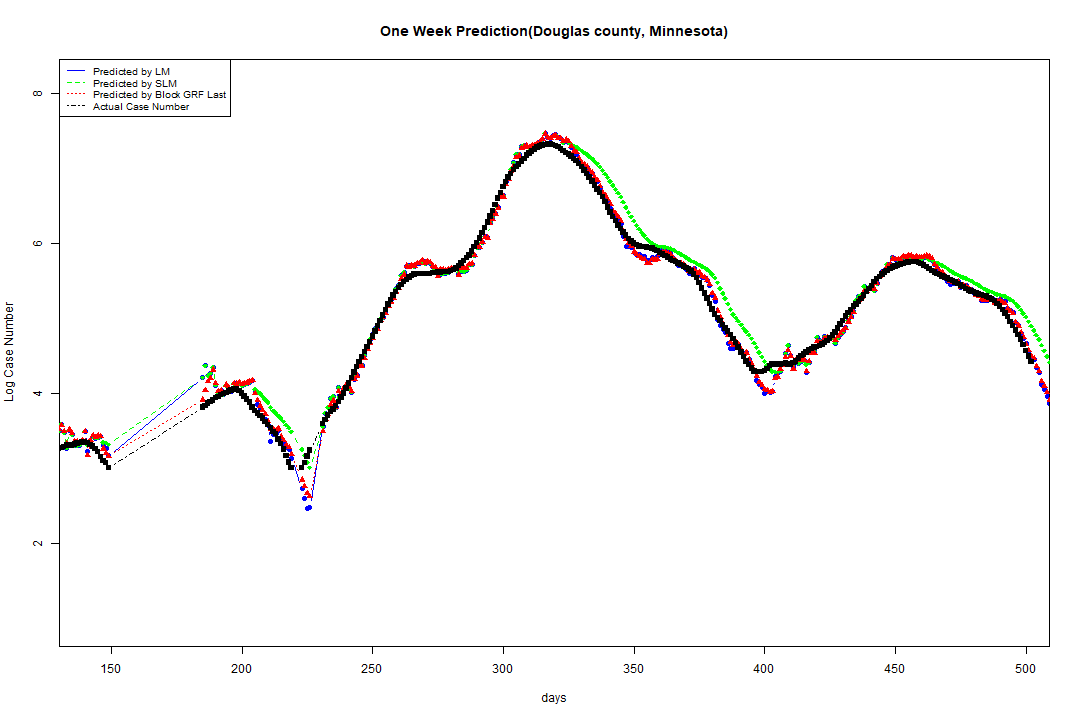 One Week Prediction(Douglas county, Minnesota)
Predicted by LM
Predicted by SLM
Predicted by Block GRF Last
Actual Case Number
8
6
4
2
Log Case Number
150 200 250 300 350 400 450 500
days